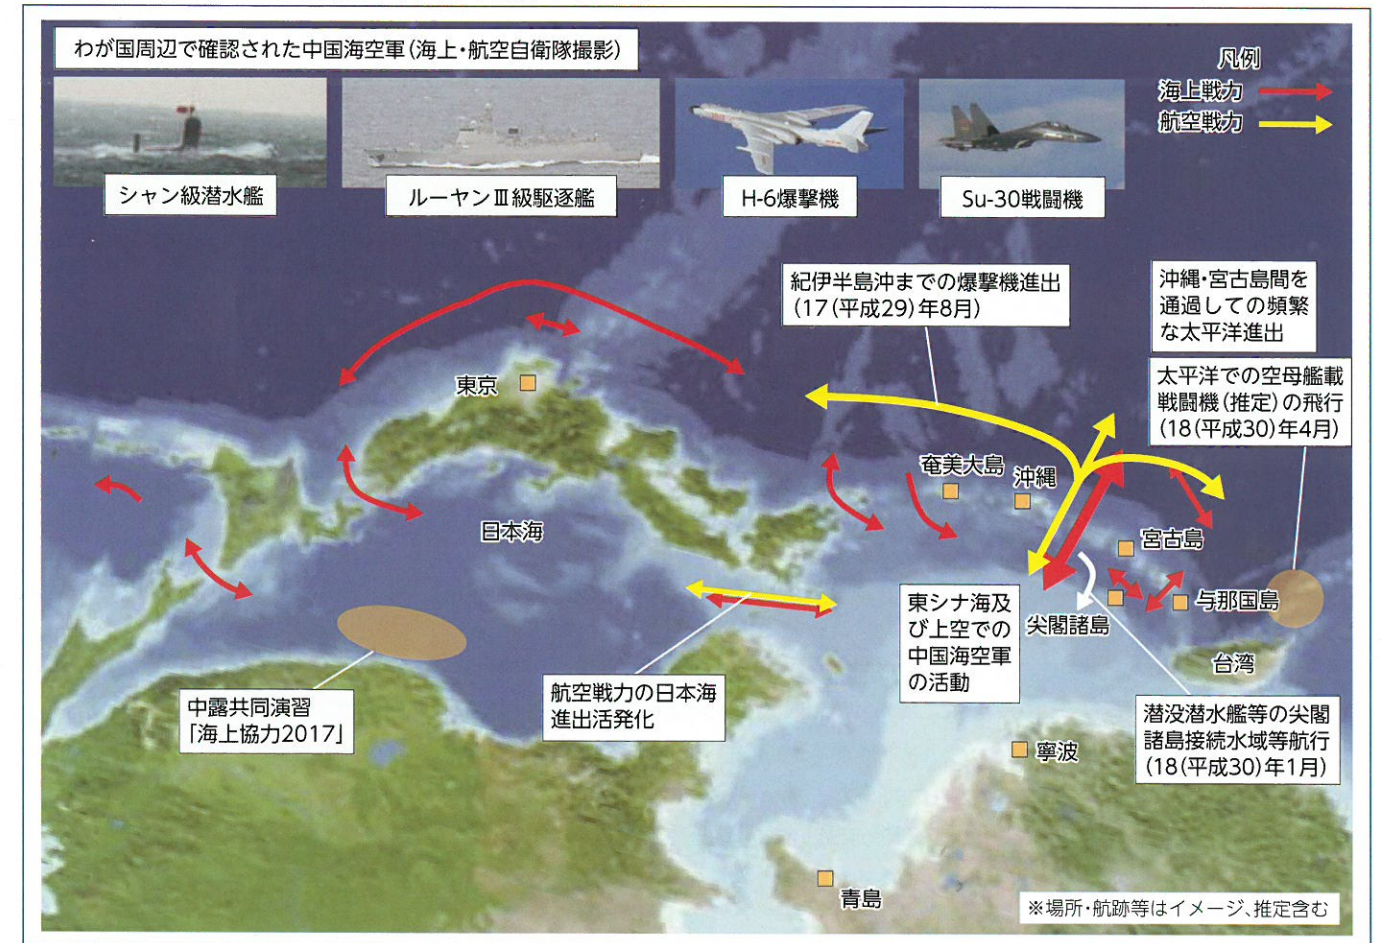 わが国周辺で確認された中国海空軍(海上・航空自衛隊撮影)
凡例
海上戦力
航空戦力
シャン級潜水艦
ルーヤンⅢ級駆逐艦
H-6爆撃機
Su-30戦闘機
紀伊半島沖までの爆撃機進出
(17(平成29)年8月)
沖縄・宮古島間を
通過しての頻繁
な太平洋進出
太平洋での空母艦載
戦闘機(推定)の飛行
(18(平成30)年4月)
東京
奄美大島
沖縄
日本海
宮古島
与那国島
尖閣諸島
台湾
東シナ海及
び上空での
中国海空軍
の活動
中露共同演習
「海上協力2017」
航空戦力の日本海
進出活発化
潜没潜水艦等の尖閣
諸島接続水域等航行
(18(平成30)年1月)
寧波
青島
※場所・航跡等はイメージ、推定含む